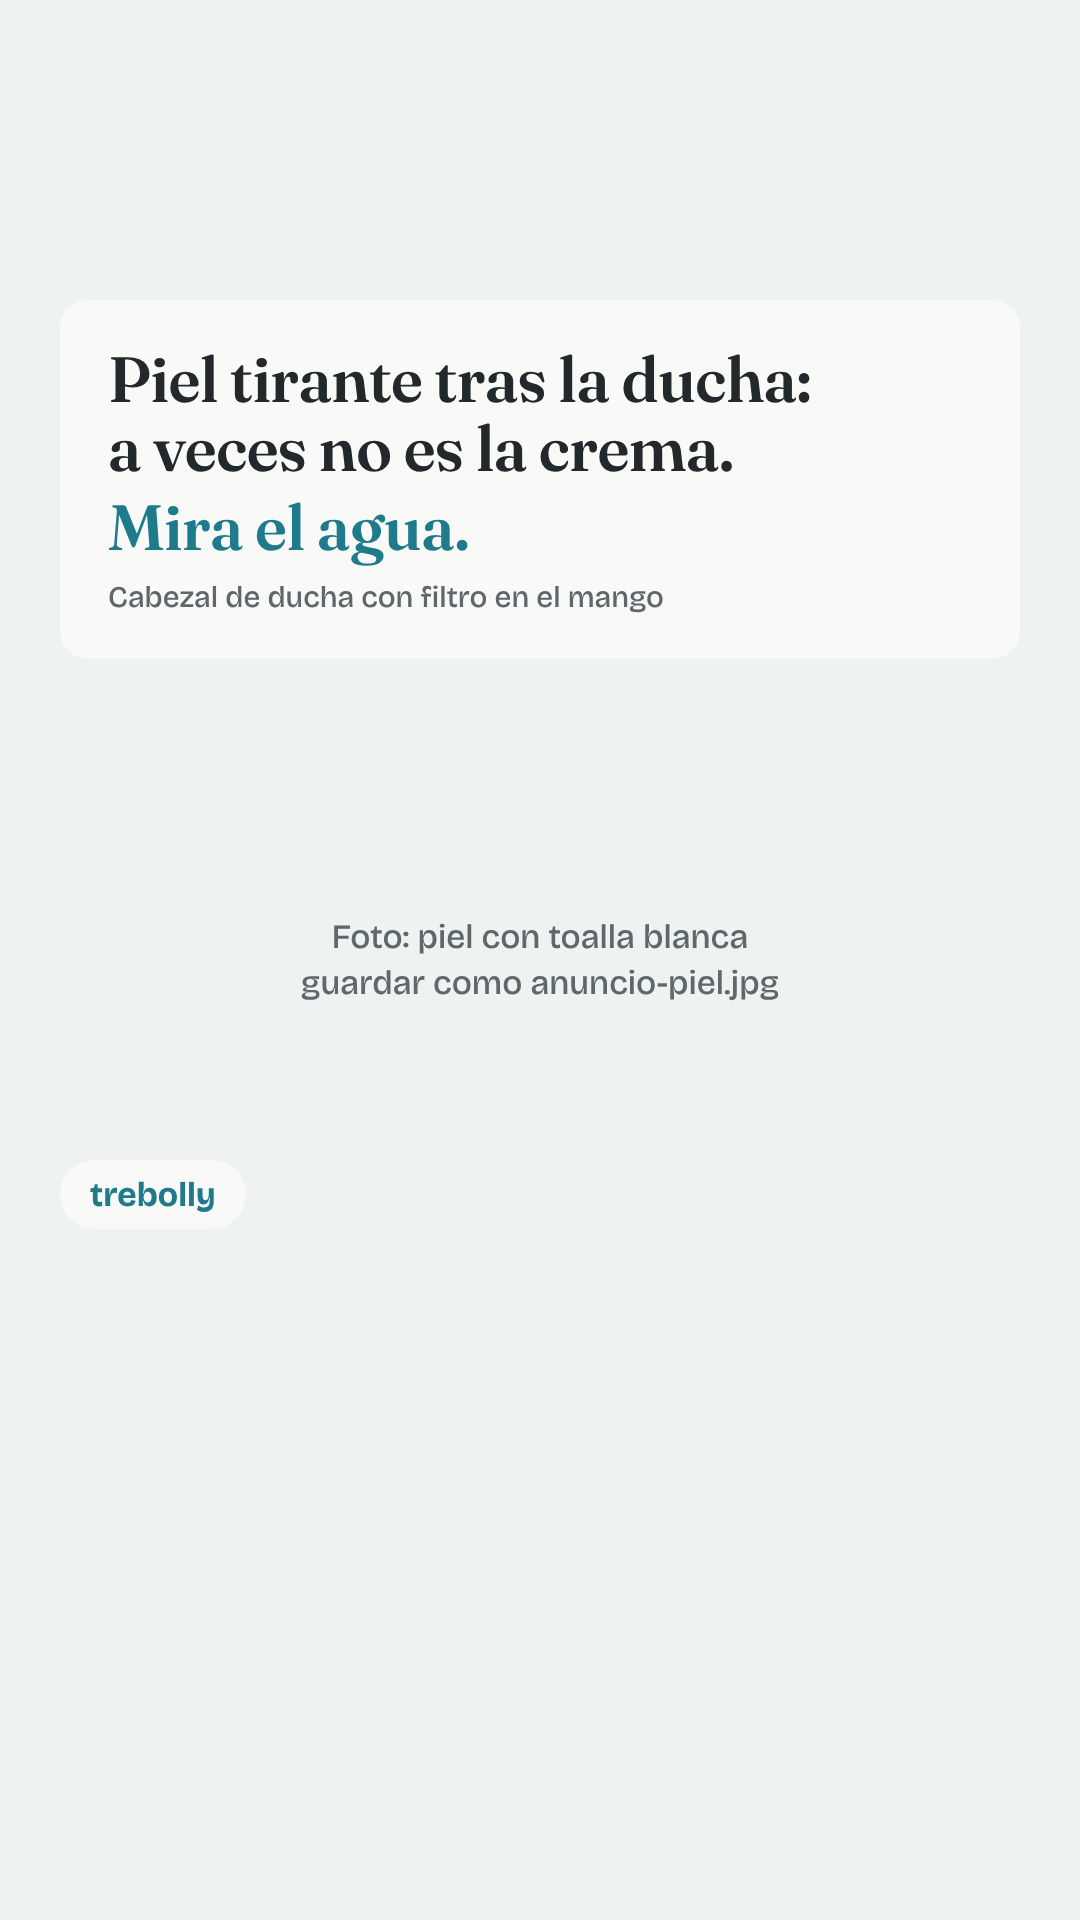 Piel tirante tras la ducha:
a veces no es la crema.
Mira el agua.
Cabezal de ducha con filtro en el mango
Foto: piel con toalla blanca
guardar como anuncio-piel.jpg
trebolly